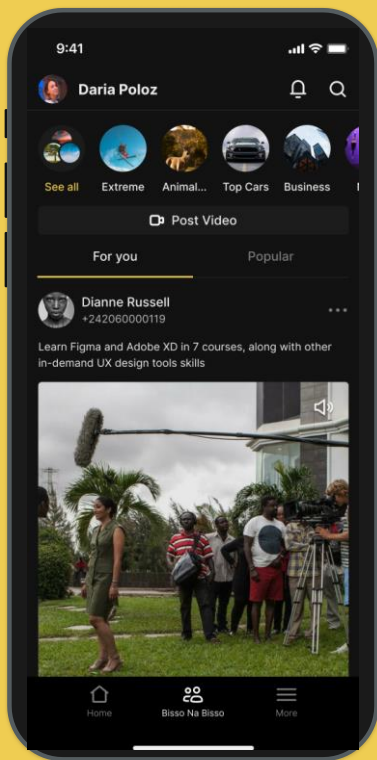 9:41
Daria Poloz
See all Extreme Animal... Top Cars Business
Post Video
For you Popular
Dianne Russell
+242060000119
Learn Figma and Adobe XD in 7 courses, along with other
in-demand UX design tools skills
Home Bisso Na Bisso More